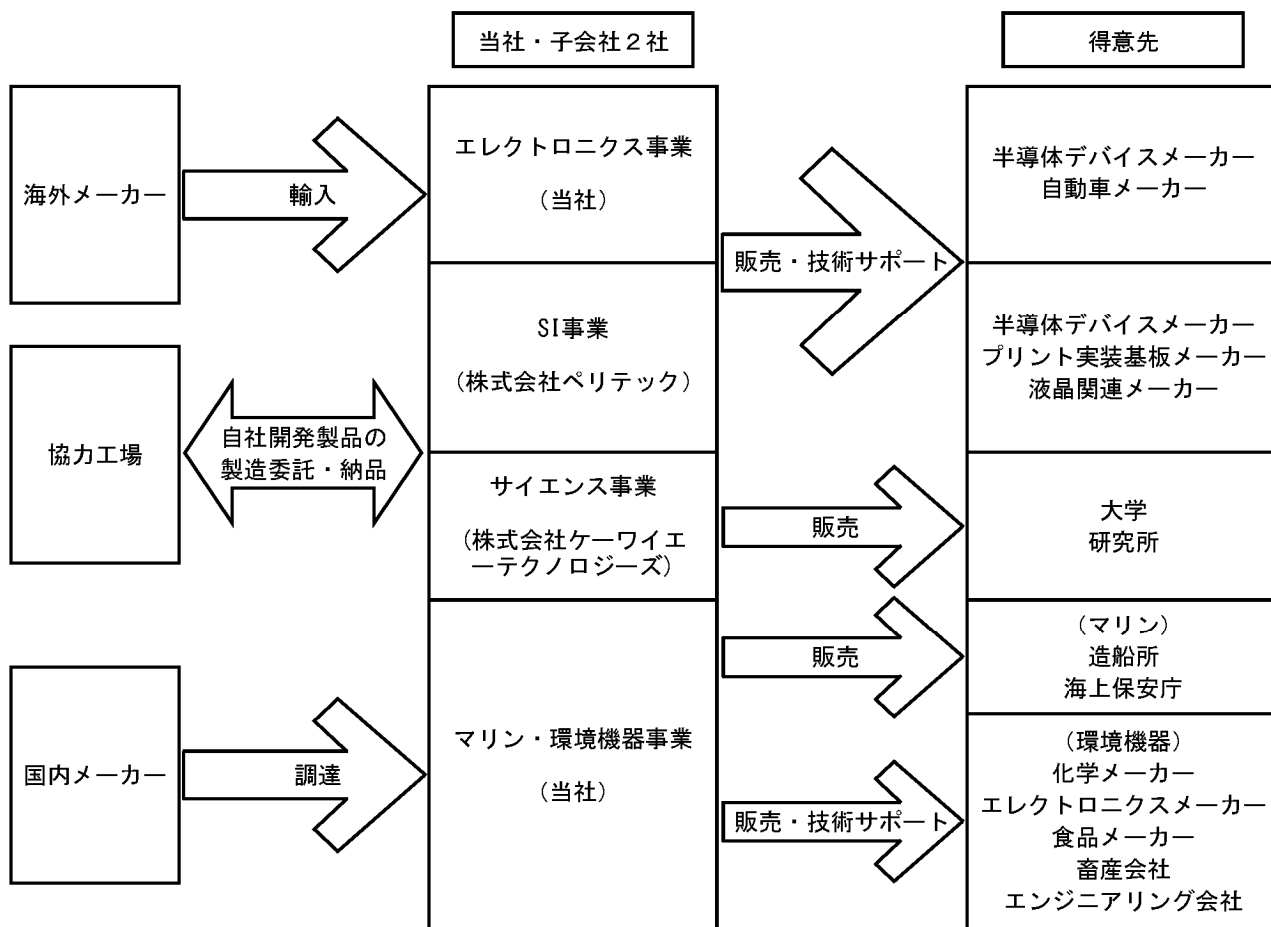 当社・子会社２社
得意先
海外メーカー
輸入
エレクトロニクス事業
（当社）
販売・技術サポート
半導体デバイスメーカー
自動車メーカー
SI事業
（株式会社ペリテック）
半導体デバイスメーカー
プリント実装基板メーカー
液晶関連メーカー
協力工場
自社開発製品の
製造委託・納品
サイエンス事業
（株式会社ケーワイエ
ーテクノロジーズ）
販売
大学
研究所
国内メーカー
調達
マリン・環境機器事業
（当社）
販売
（マリン）
造船所
海上保安庁
販売・技術サポート
（環境機器）
化学メーカー
エレクトロニクスメーカー
食品メーカー
畜産会社
エンジニアリング会社